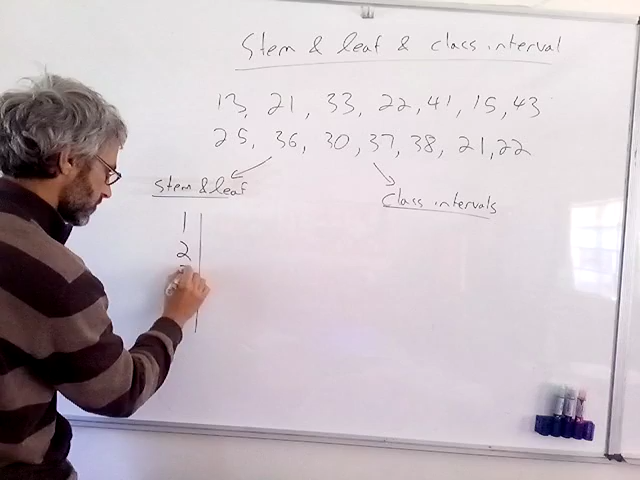 Stem & leaf & class interval
13, 21, 33, 22, 41, 15, 43
25, 36, 30, 37, 38, 21, 22
Stem & leaf
Class intervals
1
2